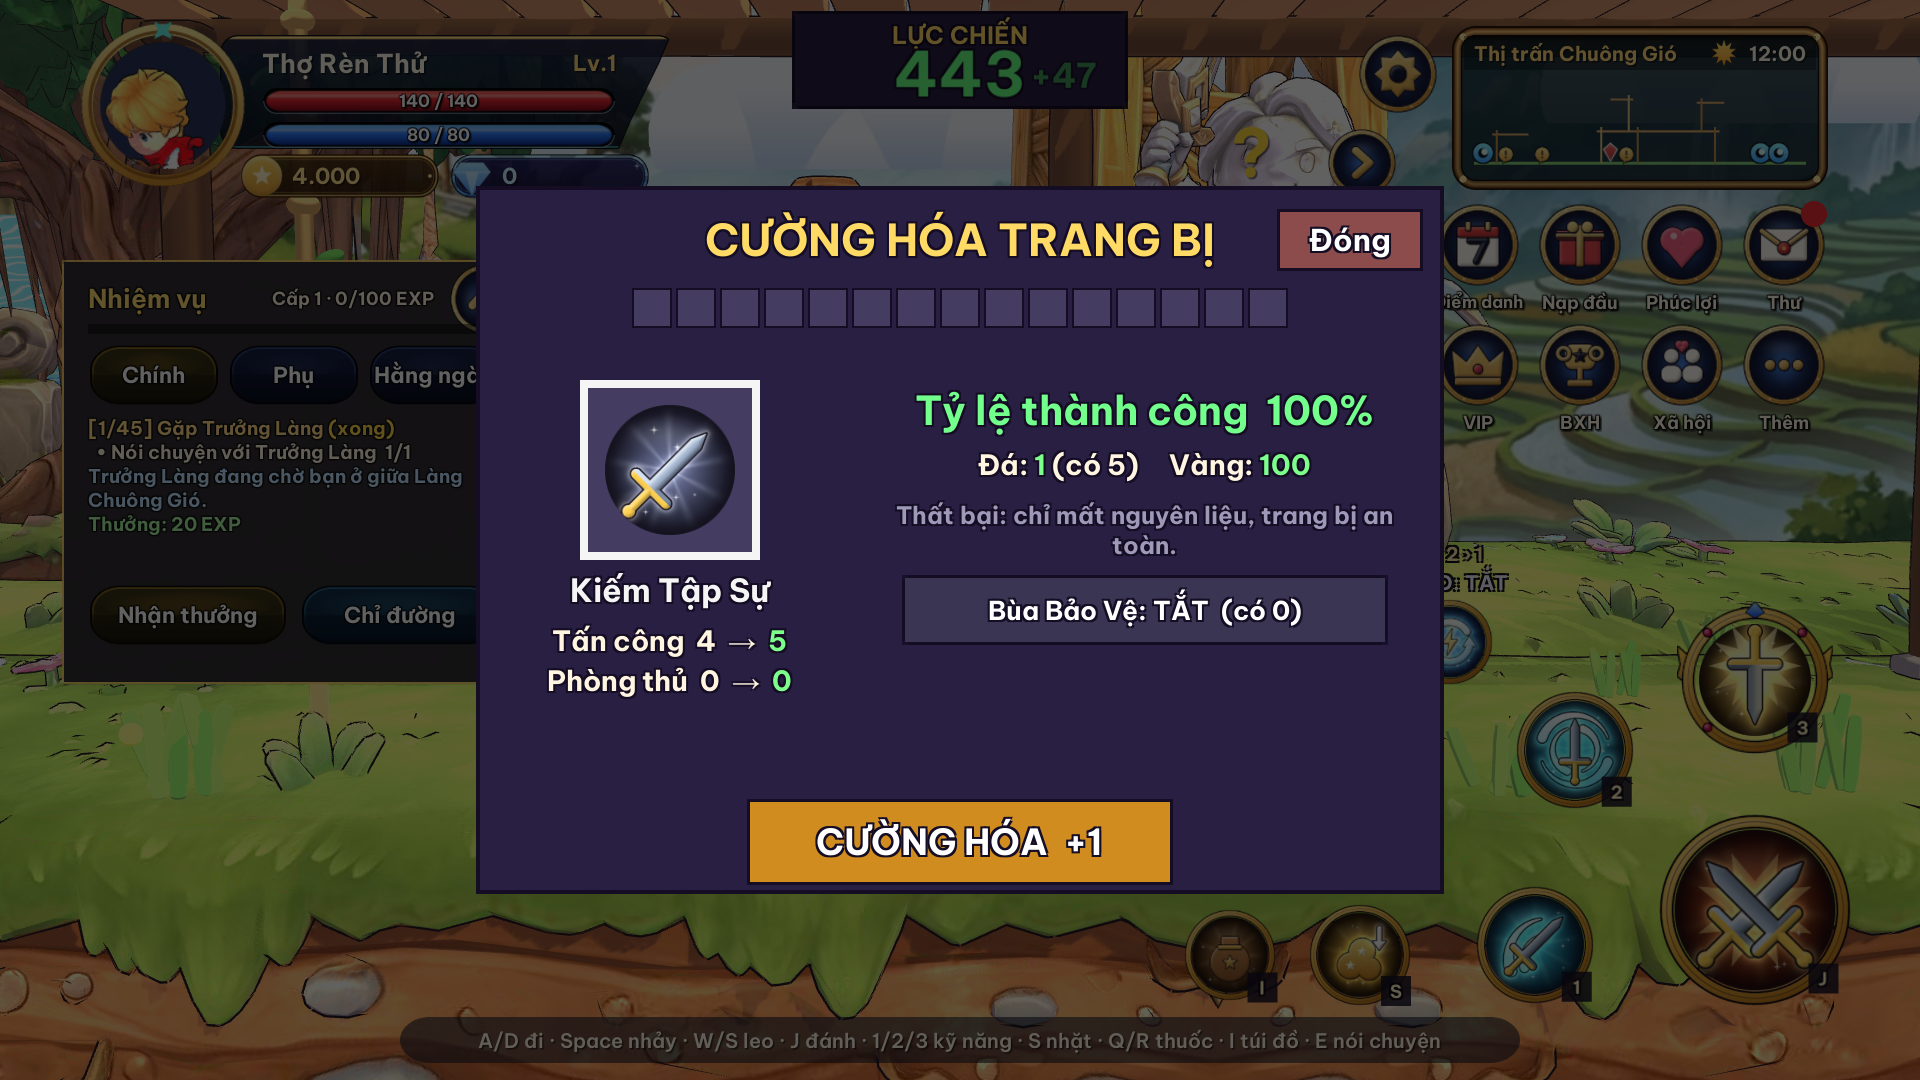 LỰC CHIẾN
443 +47
Thợ Rèn Thử
Lv.1
140 / 140
80 / 80
4.000
0
Thị trấn Chuông Gió
12:00
CƯỜNG HÓA TRANG BỊ
Đóng
Nhiệm vụ
Cấp 1 · 0/100 EXP
Chính
Phụ
Hằng ngà
[1/45] Gặp Trưởng Làng (xong)
• Nói chuyện với Trưởng Làng 1/1
Trưởng Làng đang chờ bạn ở giữa Làng
Chuông Gió.
Thưởng: 20 EXP
Nhận thưởng
Chỉ đường
Kiếm Tập Sự
Tấn công 4 → 5
Phòng thủ 0 → 0
Tỷ lệ thành công 100%
Đá: 1 (có 5) Vàng: 100
Thất bại: chỉ mất nguyên liệu, trang bị an
toàn.
Bùa Bảo Vệ: TẮT (có 0)
CƯỜNG HÓA +1
7
iểm danh
Nạp đầu
Phúc lợi
Thư
VIP
BXH
Xã hội
Thêm
: TẮT
3
2
1
J
I
S
A/D đi · Space nhảy · W/S leo · J đánh · 1/2/3 kỹ năng · S nhặt · Q/R thuốc · I túi đồ · E nói chuyện